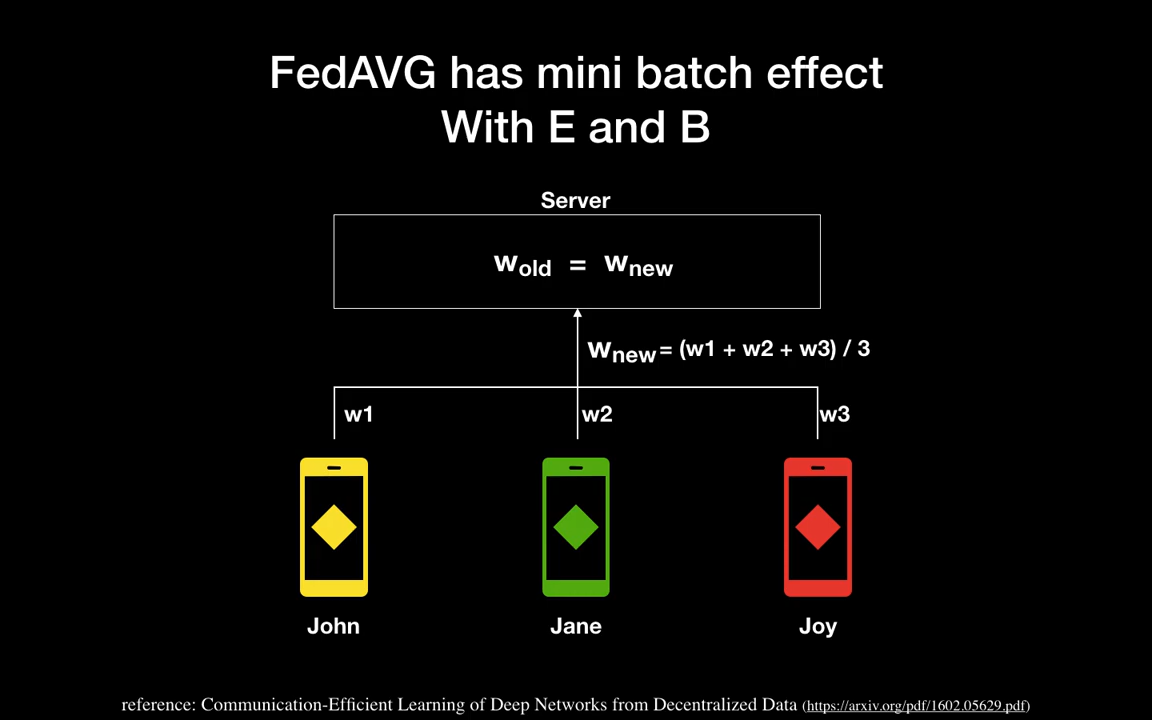 FedAVG has mini batch effect
With E and B
Server
wold = wnew
wnew = (w1 + w2 + w3) / 3
w1
w2
w3
John
Jane
Joy
reference: Communication-Efficient Learning of Deep Networks from Decentralized Data (https://arxiv.org/pdf/1602.05629.pdf)